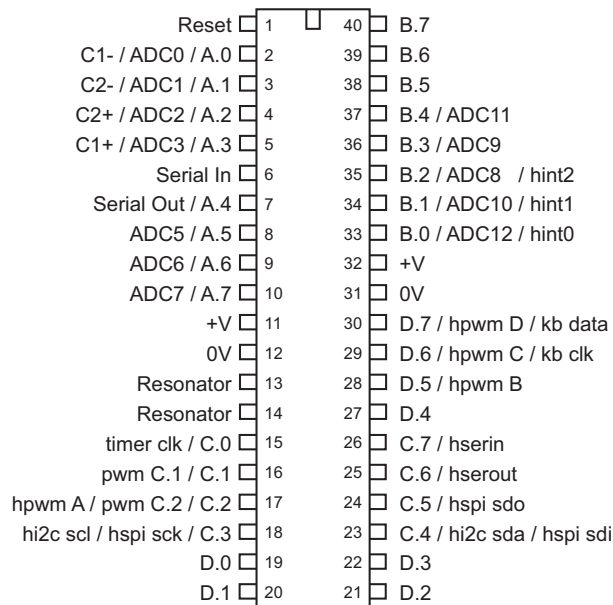 Reset 1 40 B.7
C1- / ADC0 / A.0 2 39 B.6
C2- / ADC1 / A.1 3 38 B.5
C2+ / ADC2 / A.2 4 37 B.4 / ADC11
C1+ / ADC3 / A.3 5 36 B.3 / ADC9
Serial In 6 35 B.2 / ADC8 / hint2
Serial Out / A.4 7 34 B.1 / ADC10 / hint1
ADC5 / A.5 8 33 B.0 / ADC12 / hint0
ADC6 / A.6 9 32 +V
ADC7 / A.7 10 31 0V
+V 11 30 D.7 / hpwm D / kb data
0V 12 29 D.6 / hpwm C / kb clk
Resonator 13 28 D.5 / hpwm B
Resonator 14 27 D.4
timer clk / C.0 15 26 C.7 / hserin
pwm C.1 / C.1 16 25 C.6 / hserout
hpwm A / pwm C.2 / C.2 17 24 C.5 / hspi sdo
hi2c scl / hspi sck / C.3 18 23 C.4 / hi2c sda / hspi sdi
D.0 19 22 D.3
D.1 20 21 D.2